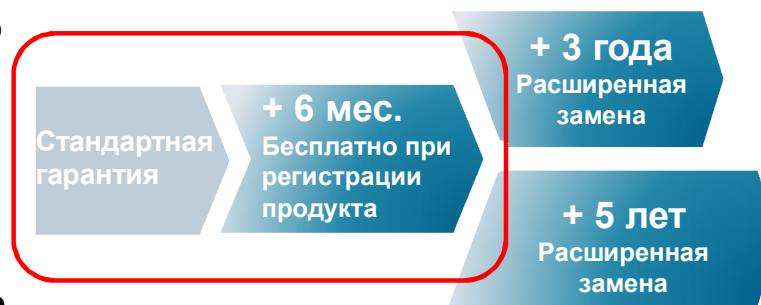 Стандартная
гарантия
+ 6 мес.
Бесплатно при
регистрации
продукта
+ 3 года
Расширенная
замена
+ 5 лет
Расширенная
замена